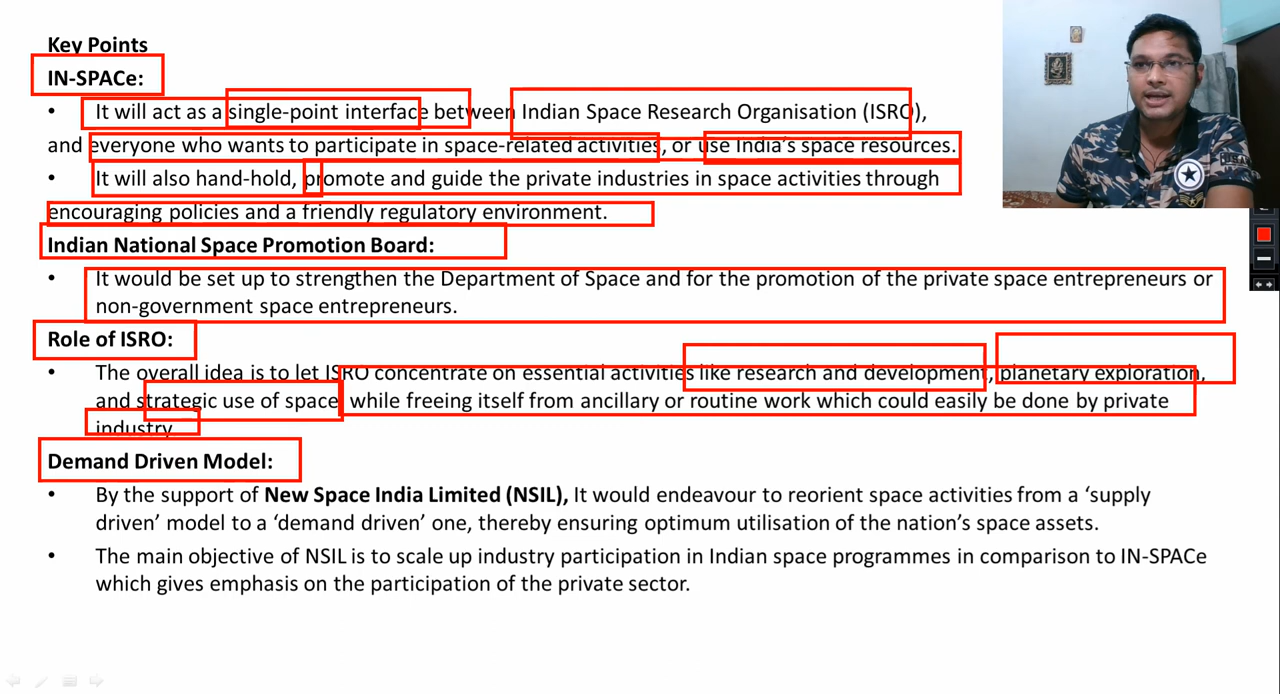 Key Points
IN-SPACe:
• It will act as a single-point interface between Indian Space Research Organisation (ISRO),
and everyone who wants to participate in space-related activities, or use India's space resources.
• It will also hand-hold, promote and guide the private industries in space activities through
encouraging policies and a friendly regulatory environment.
Indian National Space Promotion Board:
• It would be set up to strengthen the Department of Space and for the promotion of the private space entrepreneurs or
non-government space entrepreneurs.
Role of ISRO:
• The overall idea is to let ISRO concentrate on essential activities like research and development, planetary exploration,
and strategic use of space, while freeing itself from ancillary or routine work which could easily be done by private
industry.
Demand Driven Model:
• By the support of New Space India Limited (NSIL), It would endeavour to reorient space activities from a ‘supply
driven’ model to a ‘demand driven’ one, thereby ensuring optimum utilisation of the nation’s space assets.
• The main objective of NSIL is to scale up industry participation in Indian space programmes in comparison to IN-SPACe
which gives emphasis on the participation of the private sector.